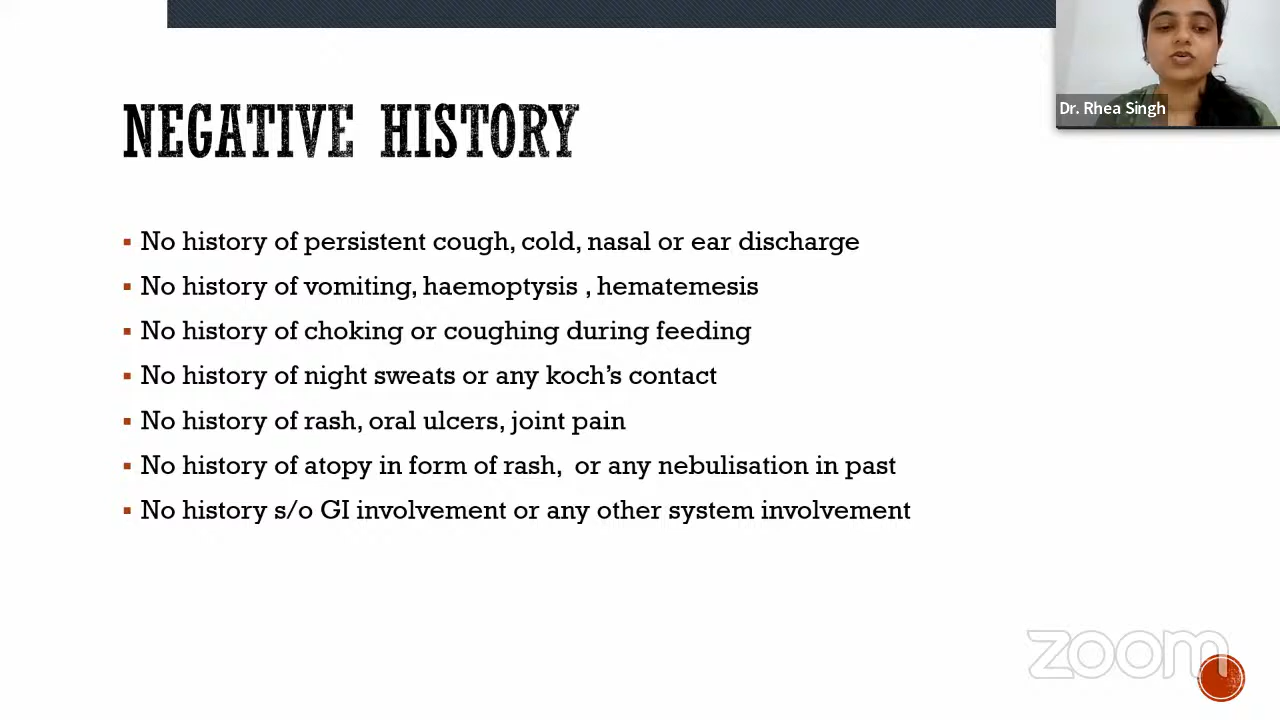 Dr. Rhea Singh
NEGATIVE HISTORY
No history of persistent cough, cold, nasal or ear discharge
No history of vomiting, haemoptysis , hematemesis
No history of choking or coughing during feeding
No history of night sweats or any koch’s contact
No history of rash, oral ulcers, joint pain
No history of atopy in form of rash,  or any nebulisation in past
No history s/o GI involvement or any other system involvement
zoom